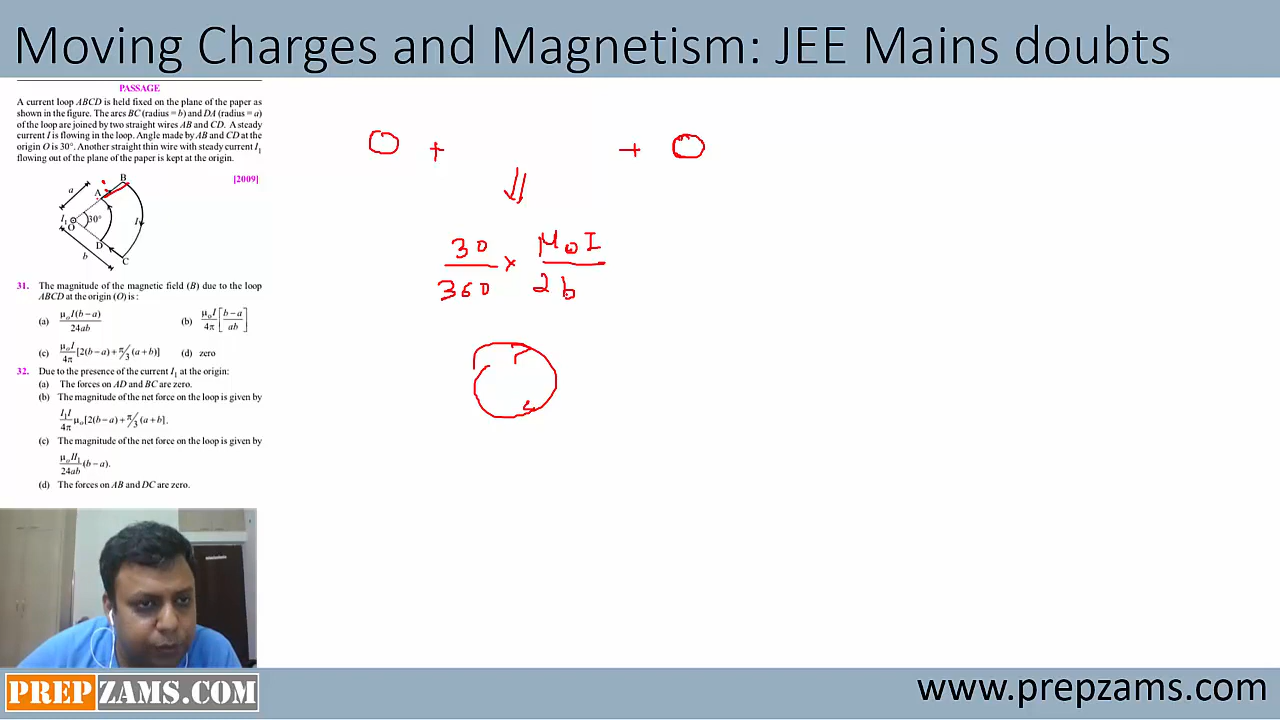 Moving Charges and Magnetism: JEE Mains doubts
PASSAGE
A current loop ABCD is held fixed on the plane of the paper as
shown in the figure. The arcs BC (radius = b) and DA (radius = a)
of the loop are joined by two straight wires AB and CD. A steady
current I is flowing in the loop. Angle made by AB and CD at the
origin O is 30°. Another straight thin wire with steady current I₁
flowing out of the plane of the paper is kept at the origin.
[2009]
B
a
A
I₁
O
30°
I
D
b
C
31. The magnitude of the magnetic field (B) due to the loop
ABCD at the origin (O) is :
(a) μₒI(b−a)/24ab
(b) μₒI/4π [b−a/ab]
(c) μₒI/4π [2(b−a)+π/3(a+b)]
(d) zero
32. Due to the presence of the current I₁ at the origin:
(a) The forces on AD and BC are zero.
(b) The magnitude of the net force on the loop is given by
I₁I/4π μₒ[2(b−a)+π/3(a+b].
(c) The magnitude of the net force on the loop is given by
μₒII₁/24ab (b−a).
(d) The forces on AB and DC are zero.
O + + O
⇓
30/360 × μ₀I/2b
PREPZAMS.COM
www.prepzams.com